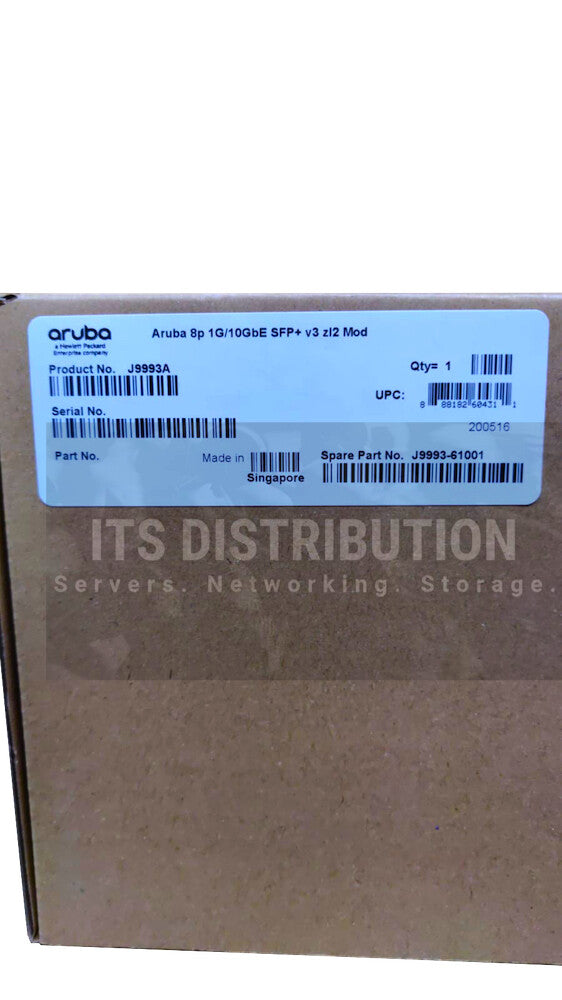 aruba
a Hewlett Packard
Enterprise company
Aruba 8p 1G/10GbE SFP+ v3 zl2 Mod
Product No. J9993A
Qty= 1
UPC:
8 88182 60431 1
Serial No.
200516
Part No.
Made in
Singapore
Spare Part No. J9993-61001
ITS DISTRIBUTION
Servers. Networking. Storage.